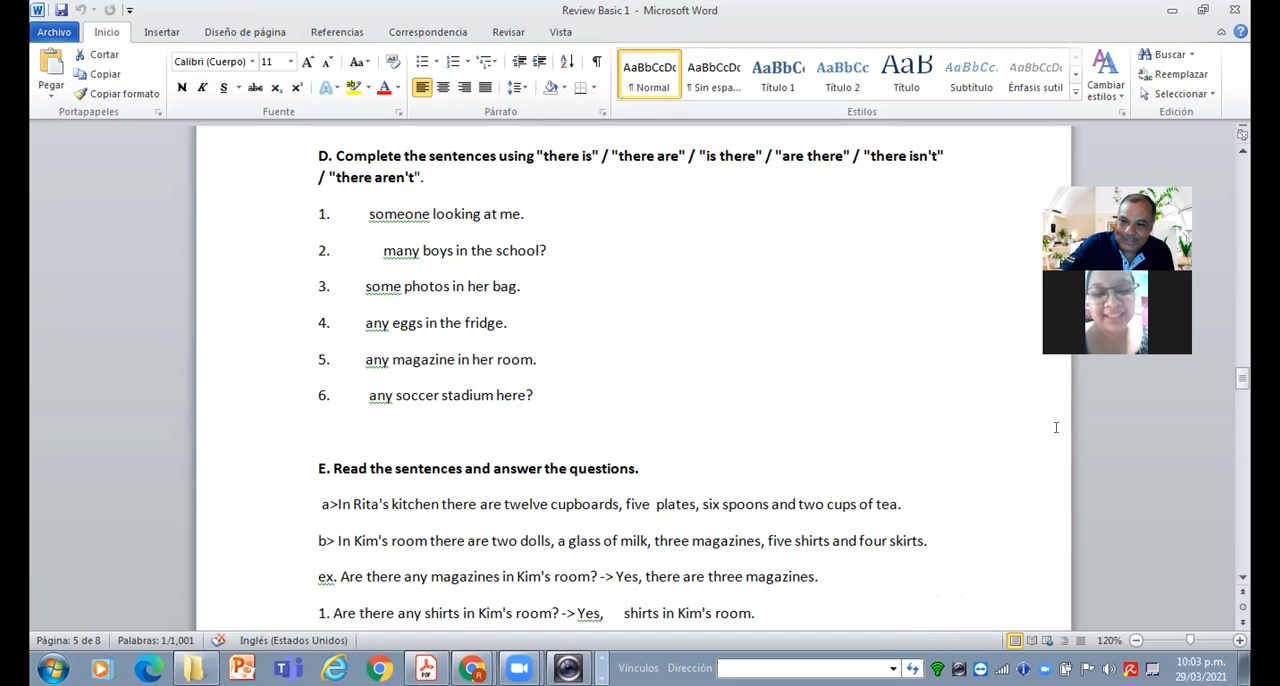 Review Basic 1 - Microsoft Word
Archivo Inicio Insertar Diseño de página Referencias Correspondencia Revisar Vista
Pegar
Cortar
Copiar
Copiar formato
Portapapeles
Calibri (Cuerpo) 11
Fuente
Párrafo
AaBbCcDc AaBbCcDc AaBbC AaBbCc AaB AaBbCc. AaBbCcDc
¶ Normal ¶ Sin espa... Título 1 Título 2 Título Subtítulo Énfasis sutil
Estilos
Cambiar estilos
Buscar
Reemplazar
Seleccionar
Edición
D. Complete the sentences using "there is" / "there are" / "is there" / "are there" / "there isn't"
/ "there aren't".
1. someone looking at me.
2. many boys in the school?
3. some photos in her bag.
4. any eggs in the fridge.
5. any magazine in her room.
6. any soccer stadium here?
E. Read the sentences and answer the questions.
a>In Rita's kitchen there are twelve cupboards, five plates, six spoons and two cups of tea.
b> In Kim's room there are two dolls, a glass of milk, three magazines, five shirts and four skirts.
ex. Are there any magazines in Kim's room? -> Yes, there are three magazines.
1. Are there any shirts in Kim's room? -> Yes, shirts in Kim's room.
Página: 5 de 8 Palabras: 1/1,001 Inglés (Estados Unidos) 120%
Vínculos Dirección 10:03 p.m.
29/03/2021